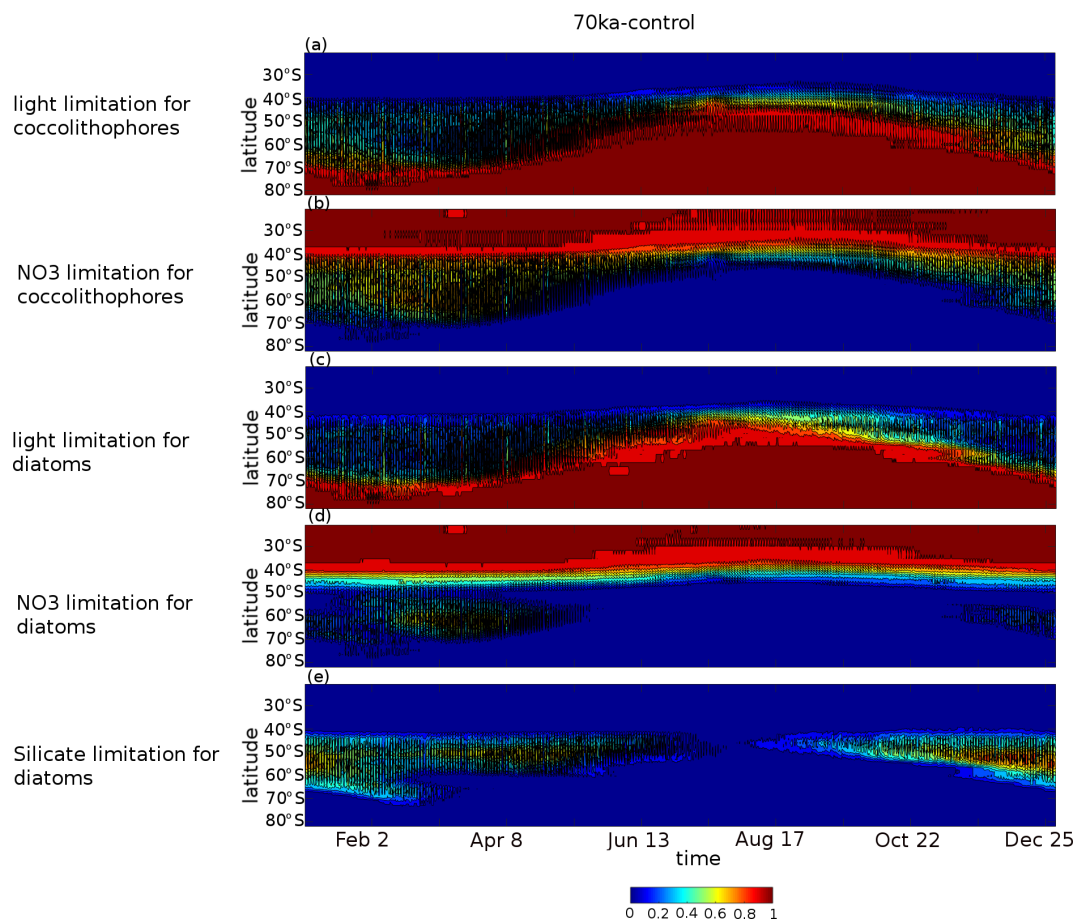 70ka-control
(a)
light limitation for
coccolithophores
latitude
30°S
40°S
50°S
60°S
70°S
80°S
(b)
NO3 limitation for
coccolithophores
latitude
30°S
40°S
50°S
60°S
70°S
80°S
(c)
light limitation for
diatoms
latitude
30°S
40°S
50°S
60°S
70°S
80°S
(d)
NO3 limitation for
diatoms
latitude
30°S
40°S
50°S
60°S
70°S
80°S
(e)
Silicate limitation for
diatoms
latitude
30°S
40°S
50°S
60°S
70°S
80°S
Feb 2 Apr 8 Jun 13 Aug 17 Oct 22 Dec 25
time
0 0.2 0.4 0.6 0.8 1